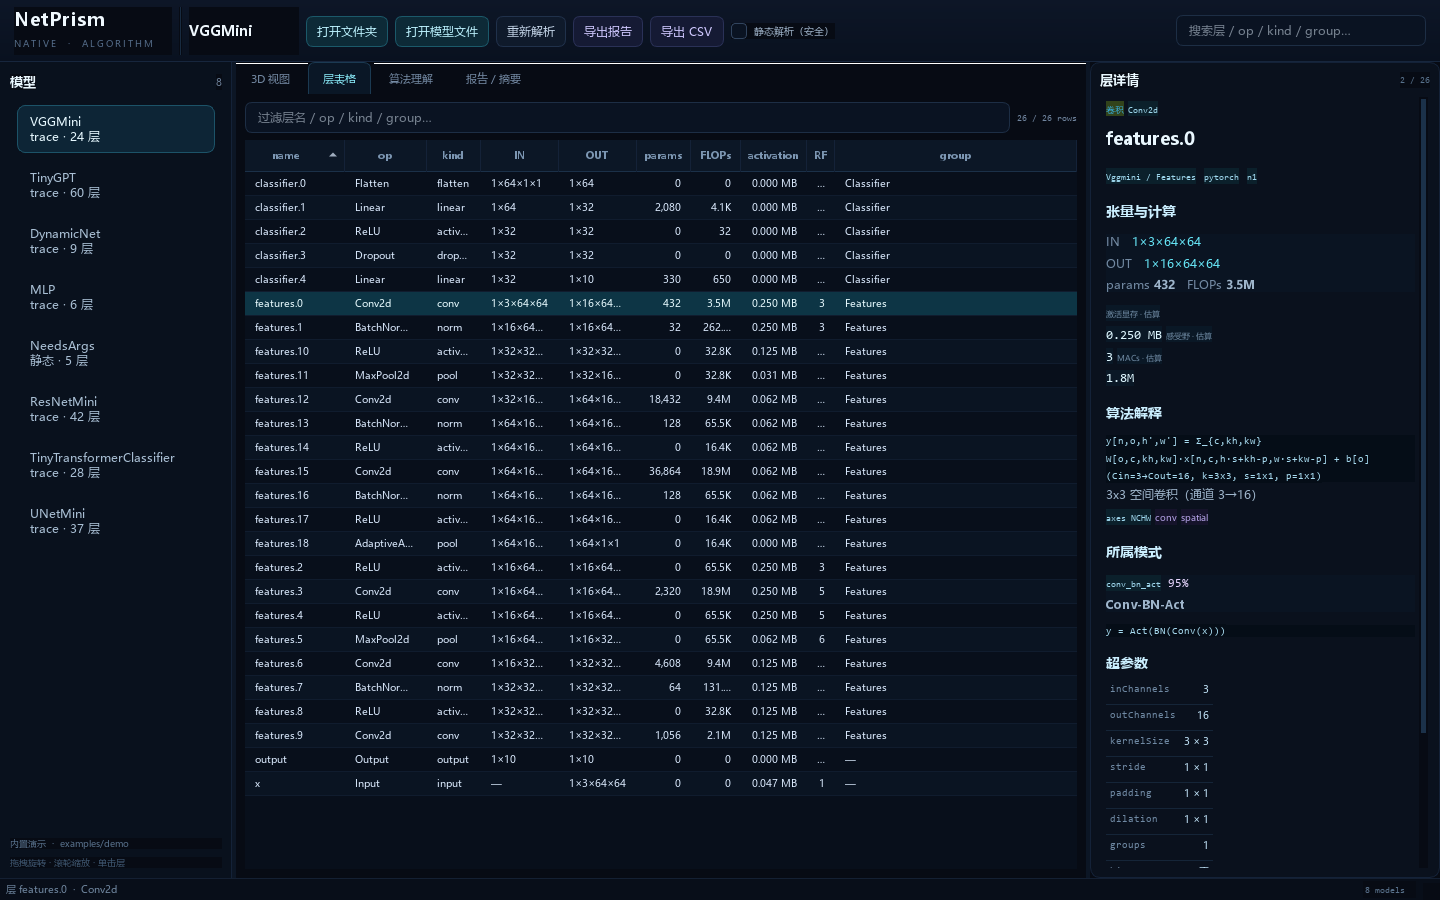 NetPrism
NATIVE · ALGORITHM
VGGMini
打开文件夹
打开模型文件
重新解析
导出报告
导出 CSV
静态解析（安全）
搜索层 / op / kind / group...
模型 8
VGGMini
trace · 24 层
TinyGPT
trace · 60 层
DynamicNet
trace · 9 层
MLP
trace · 6 层
NeedsArgs
静态 · 5 层
ResNetMini
trace · 42 层
TinyTransformerClassifier
trace · 28 层
UNetMini
trace · 37 层
内置演示 · examples/demo
拖拽旋转 · 滚轮缩放 · 单击层
3D 视图 层表格 算法理解 报告 / 摘要
过滤层名 / op / kind / group...
26 / 26 rows
name op kind IN OUT params FLOPs activation RF group
classifier.0 Flatten flatten 1×64×1×1 1×64 0 0 0.000 MB ... Classifier
classifier.1 Linear linear 1×64 1×32 2,080 4.1K 0.000 MB ... Classifier
classifier.2 ReLU activ... 1×32 1×32 0 32 0.000 MB ... Classifier
classifier.3 Dropout drop... 1×32 1×32 0 0 0.000 MB ... Classifier
classifier.4 Linear linear 1×32 1×10 330 650 0.000 MB ... Classifier
features.0 Conv2d conv 1×3×64×64 1×16×64... 432 3.5M 0.250 MB 3 Features
features.1 BatchNor... norm 1×16×64... 1×16×64... 32 262.... 0.250 MB 3 Features
features.10 ReLU activ... 1×32×32... 1×32×32... 0 32.8K 0.125 MB ... Features
features.11 MaxPool2d pool 1×32×32... 1×32×16... 0 32.8K 0.031 MB ... Features
features.12 Conv2d conv 1×32×16... 1×64×16... 18,432 9.4M 0.062 MB ... Features
features.13 BatchNor... norm 1×64×16... 1×64×16... 128 65.5K 0.062 MB ... Features
features.14 ReLU activ... 1×64×16... 1×64×16... 0 16.4K 0.062 MB ... Features
features.15 Conv2d conv 1×64×16... 1×64×16... 36,864 18.9M 0.062 MB ... Features
features.16 BatchNor... norm 1×64×16... 1×64×16... 128 65.5K 0.062 MB ... Features
features.17 ReLU activ... 1×64×16... 1×64×16... 0 16.4K 0.062 MB ... Features
features.18 AdaptiveA... pool 1×64×16... 1×64×1×1 0 16.4K 0.000 MB ... Features
features.2 ReLU activ... 1×16×64... 1×16×64... 0 65.5K 0.250 MB 3 Features
features.3 Conv2d conv 1×16×64... 1×16×64... 2,320 18.9M 0.250 MB 5 Features
features.4 ReLU activ... 1×16×64... 1×16×64... 0 65.5K 0.250 MB 5 Features
features.5 MaxPool2d pool 1×16×64... 1×16×32... 0 65.5K 0.062 MB 6 Features
features.6 Conv2d conv 1×16×32... 1×32×32... 4,608 9.4M 0.125 MB ... Features
features.7 BatchNor... norm 1×32×32... 1×32×32... 64 131.... 0.125 MB ... Features
features.8 ReLU activ... 1×32×32... 1×32×32... 0 32.8K 0.125 MB ... Features
features.9 Conv2d conv 1×32×32... 1×32×32... 1,056 2.1M 0.125 MB ... Features
output Output output 1×10 1×10 0 0 0.000 MB ... —
x Input input — 1×3×64×64 0 0 0.047 MB 1 —
层详情 2 / 26
卷积 Conv2d
features.0
Vggmini / Features pytorch n1
张量与计算
IN 1×3×64×64
OUT 1×16×64×64
params 432 FLOPs 3.5M
激活显存 · 估算
0.250 MB 感受野 · 估算
3 MACs · 估算
1.8M
算法解释
y[n,o,h',w'] = Σ_{c,kh,kw}
W[o,c,kh,kw]·x[n,c,h·s+kh-p,w·s+kw-p] + b[o]
(Cin=3→Cout=16, k=3x3, s=1x1, p=1x1)
3x3 空间卷积（通道 3→16）
axes NCHW conv spatial
所属模式
conv_bn_act 95%
Conv-BN-Act
y = Act(BN(Conv(x)))
超参数
inChannels 3
outChannels 16
kernelSize 3 × 3
stride 1 × 1
padding 1 × 1
dilation 1 × 1
groups 1
层 features.0 · Conv2d
8 models